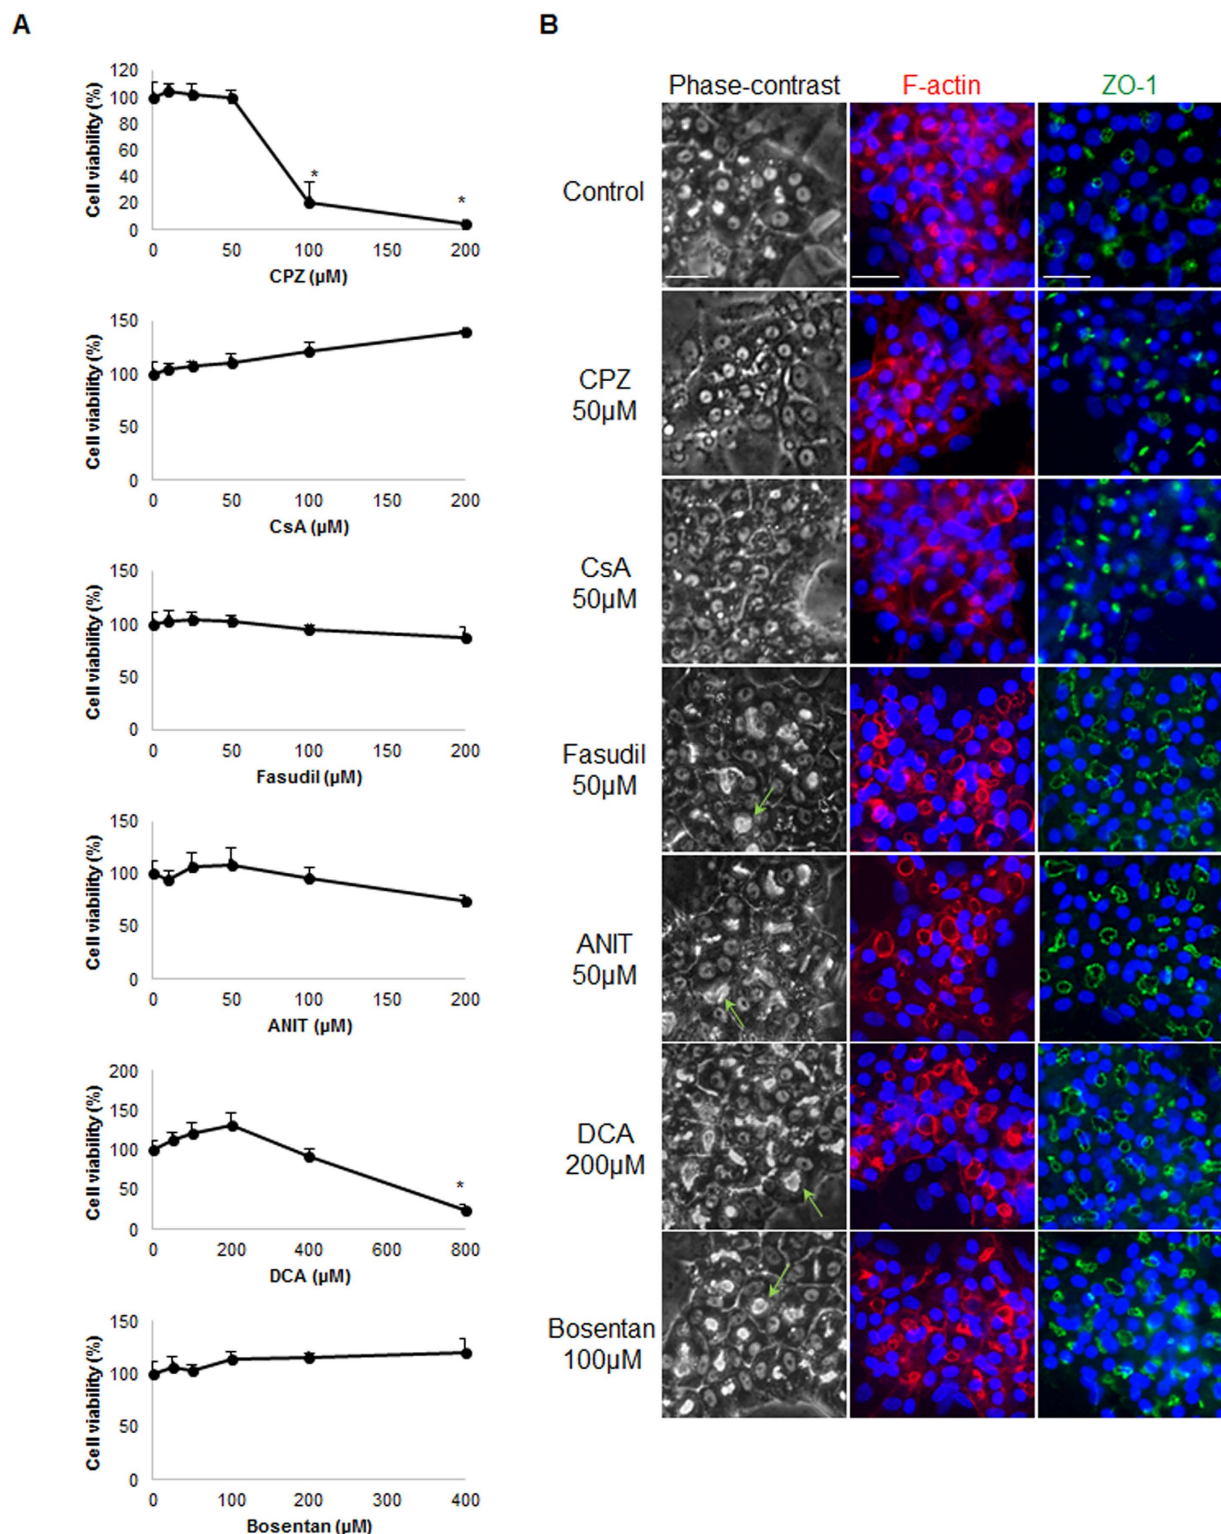 A
120
100
80
60
40
20
0
Cell viability (%)
*
*
0
50
100
150
200
CPZ (µM)
150
100
50
0
Cell viability (%)
0
50
100
150
200
CsA (µM)
150
100
50
0
Cell viability (%)
0
50
100
150
200
Fasudil (µM)
150
100
50
0
Cell viability (%)
0
50
100
150
200
ANIT (µM)
200
150
100
50
0
Cell viability (%)
*
0
200
400
600
800
DCA (µM)
150
100
50
0
Cell viability (%)
0
100
200
300
400
Bosentan (µM)
B
Phase-contrast
F-actin
ZO-1
Control
CPZ
50µM
CsA
50µM
Fasudil
50µM
ANIT
50µM
DCA
200µM
Bosentan
100µM